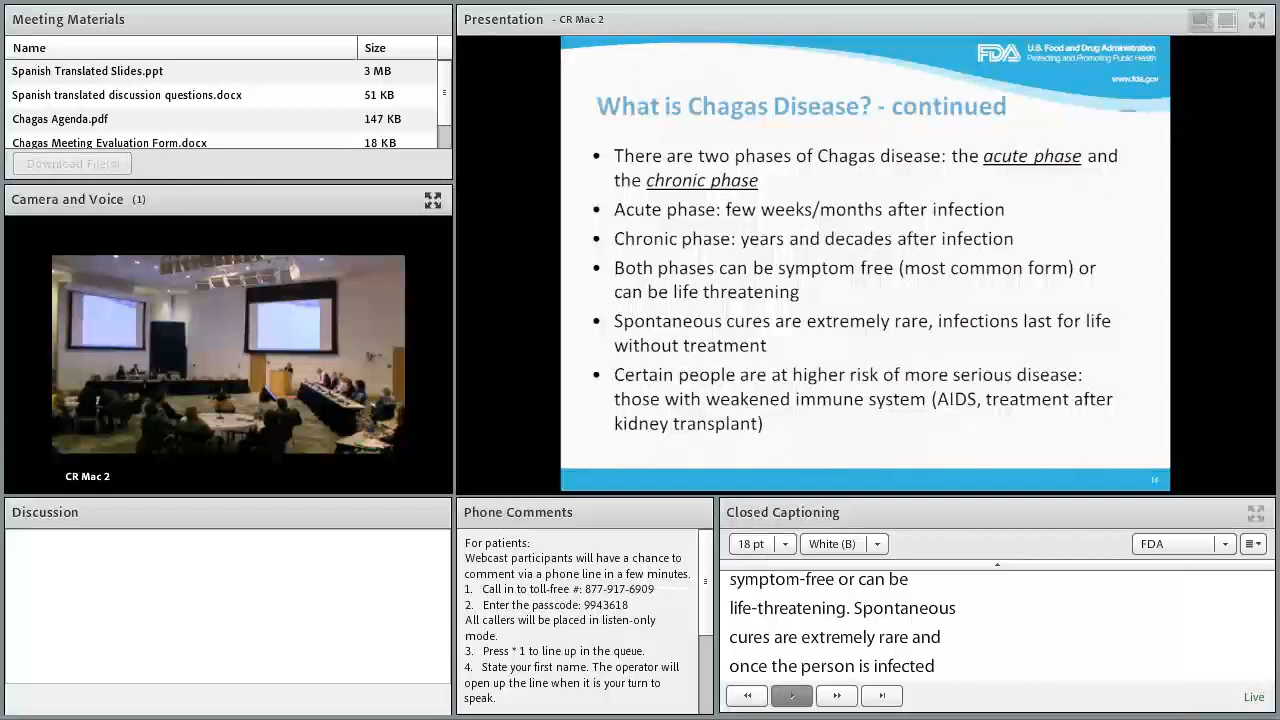 Meeting Materials
Name Size
Spanish Translated Slides.ppt 3 MB
Spanish translated discussion questions.docx 51 KB
Chagas Agenda.pdf 147 KB
Chagas Meeting Evaluation Form.docx 18 KB
Download File(s)
Camera and Voice (1)
CR Mac 2
Discussion
Presentation - CR Mac 2
FDA U.S. Food and Drug Administration
Protecting and Promoting Public Health
www.fda.gov
What is Chagas Disease? - continued
• There are two phases of Chagas disease: the acute phase and
the chronic phase
• Acute phase: few weeks/months after infection
• Chronic phase: years and decades after infection
• Both phases can be symptom free (most common form) or
can be life threatening
• Spontaneous cures are extremely rare, infections last for life
without treatment
• Certain people are at higher risk of more serious disease:
those with weakened immune system (AIDS, treatment after
kidney transplant)
Phone Comments
For patients:
Webcast participants will have a chance to
comment via a phone line in a few minutes.
1. Call in to toll-free #: 877-917-6909
2. Enter the passcode: 9943618
All callers will be placed in listen-only
mode.
3. Press * 1 to line up in the queue.
4. State your first name. The operator will
open up the line when it is your turn to
speak.
Closed Captioning
18 pt White (B) FDA
symptom-free or can be
life-threatening. Spontaneous
cures are extremely rare and
once the person is infected
Live